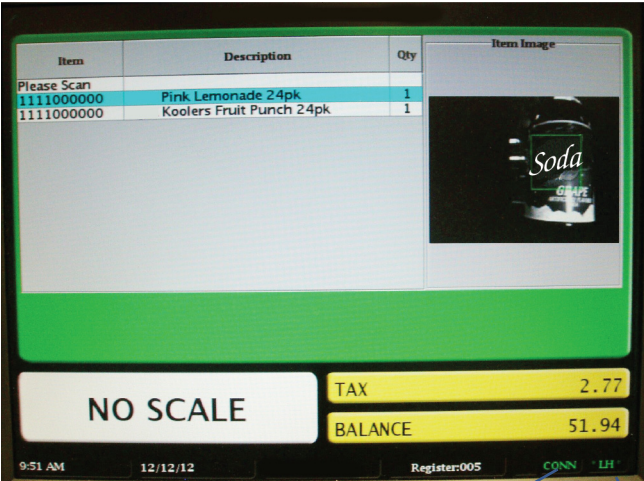 Item Description Qty Item Image
Please Scan
1111000000 Pink Lemonade 24pk 1
1111000000 Koolers Fruit Punch 24pk 1
Soda
GRAPE
NO SCALE
TAX 2.77
BALANCE 51.94
9:51 AM 12/12/12 Register:005 CONN *LH*